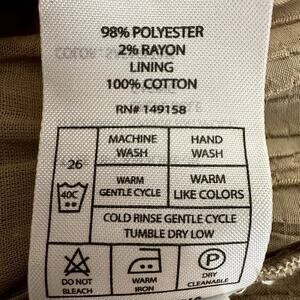 98% POLYESTER
2% RAYON
LINING
100% COTTON
RN# 149158
26
40C
MACHINE WASH
HAND WASH
WARM GENTLE CYCLE
WARM LIKE COLORS
COLD RINSE GENTLE CYCLE
TUMBLE DRY LOW
DO NOT BLEACH
WARM IRON
P
DRY CLEANABLE